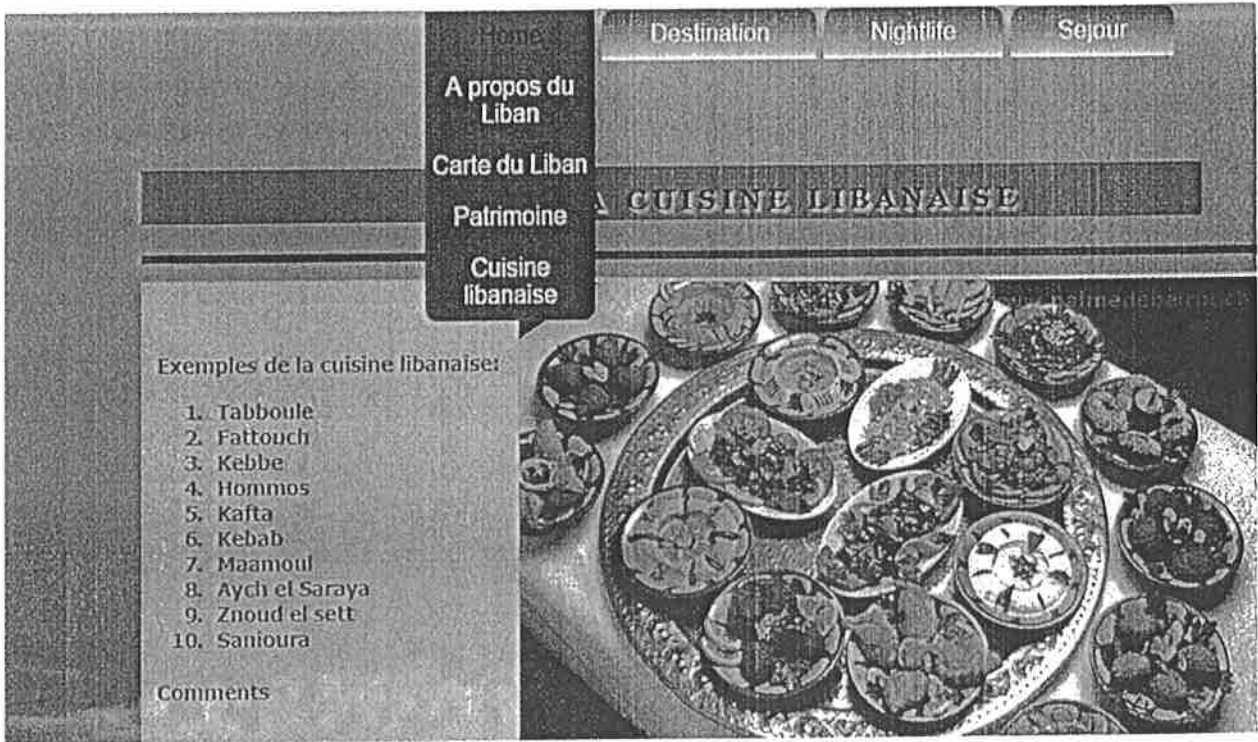 Home Destination Nightlife Sejour
A propos du
Liban
Carte du Liban
Patrimoine
Cuisine
libanaise
CUISINE LIBANAISE
Exemples de la cuisine libanaise:
1. Tabboule
2. Fattouch
3. Kebbe
4. Hommos
5. Kafta
6. Kebab
7. Maamoul
8. Aych el Saraya
9. Znoud el sett
10. Sanioura
Comments